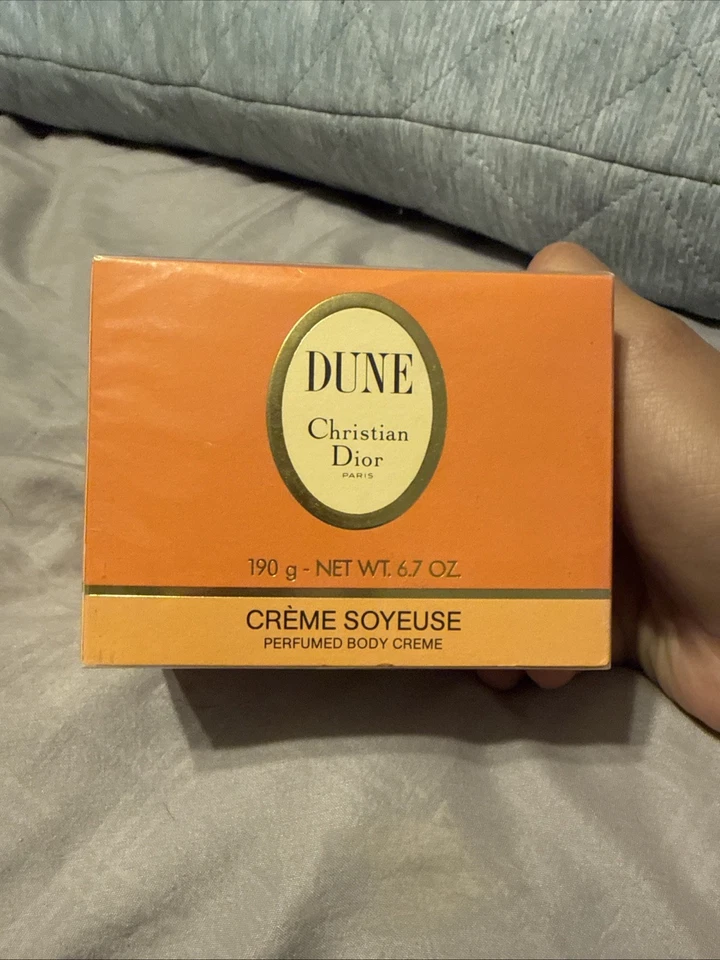 DUNE
Christian
Dior
PARIS
190 g - NET WT. 6.7 OZ.
CRÈME SOYEUSE
PERFUMED BODY CREME